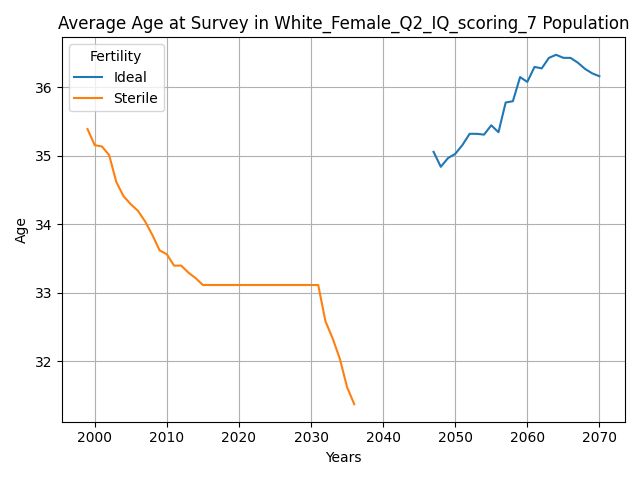 Average Age at Survey in White_Female_Q2_IQ_scoring_7 Population
Fertility
Ideal
Sterile
36
35
34
33
32
Age
2000 2010 2020 2030 2040 2050 2060 2070
Years